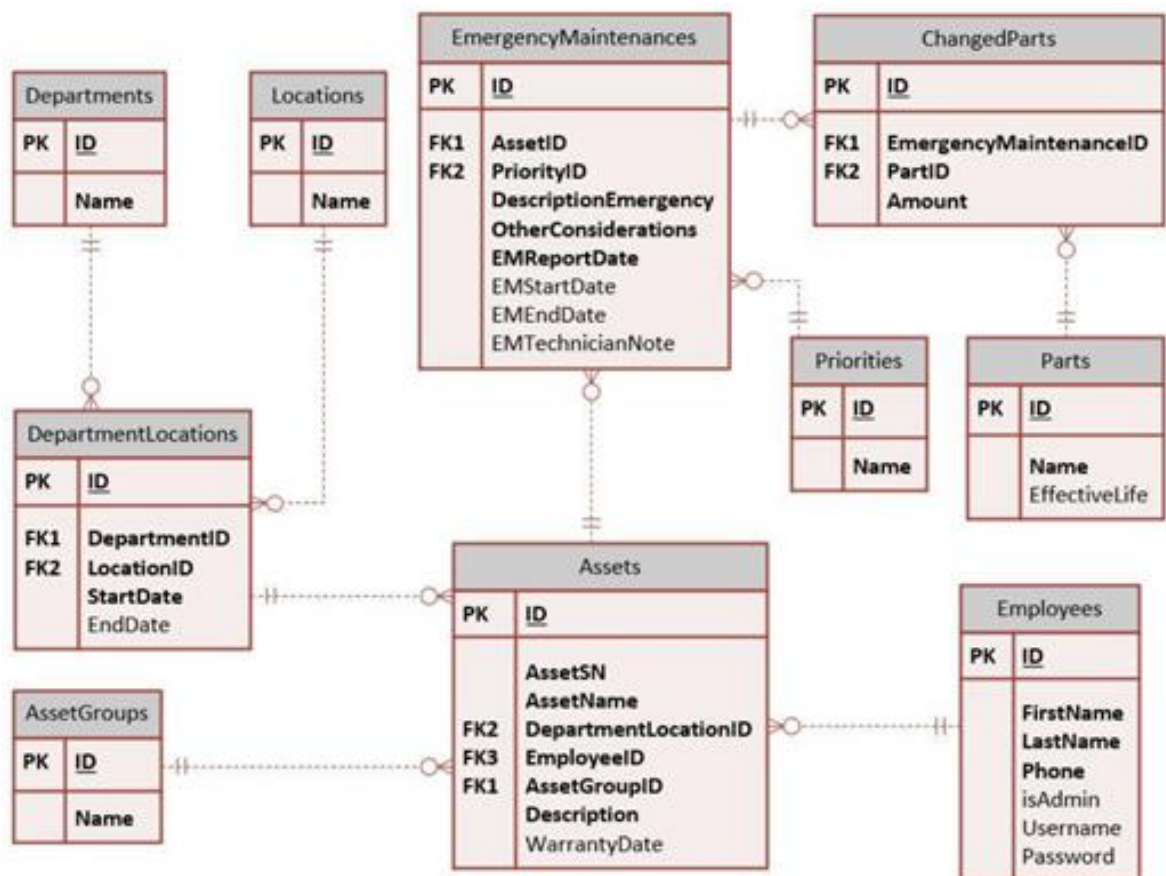 EmergencyMaintenances
PK ID
FK1 AssetID
FK2 PriorityID
DescriptionEmergency
OtherConsiderations
EMReportDate
EMStartDate
EMEndDate
EMTechnicianNote
ChangedParts
PK ID
FK1 EmergencyMaintenanceID
FK2 PartID
Amount
Departments
PK ID
Name
Locations
PK ID
Name
Priorities
PK ID
Name
Parts
PK ID
Name
EffectiveLife
DepartmentLocations
PK ID
FK1 DepartmentID
FK2 LocationID
StartDate
EndDate
Assets
PK ID
AssetSN
AssetName
FK2 DepartmentLocationID
FK3 EmployeeID
FK1 AssetGroupID
Description
WarrantyDate
Employees
PK ID
FirstName
LastName
Phone
isAdmin
Username
Password
AssetGroups
PK ID
Name